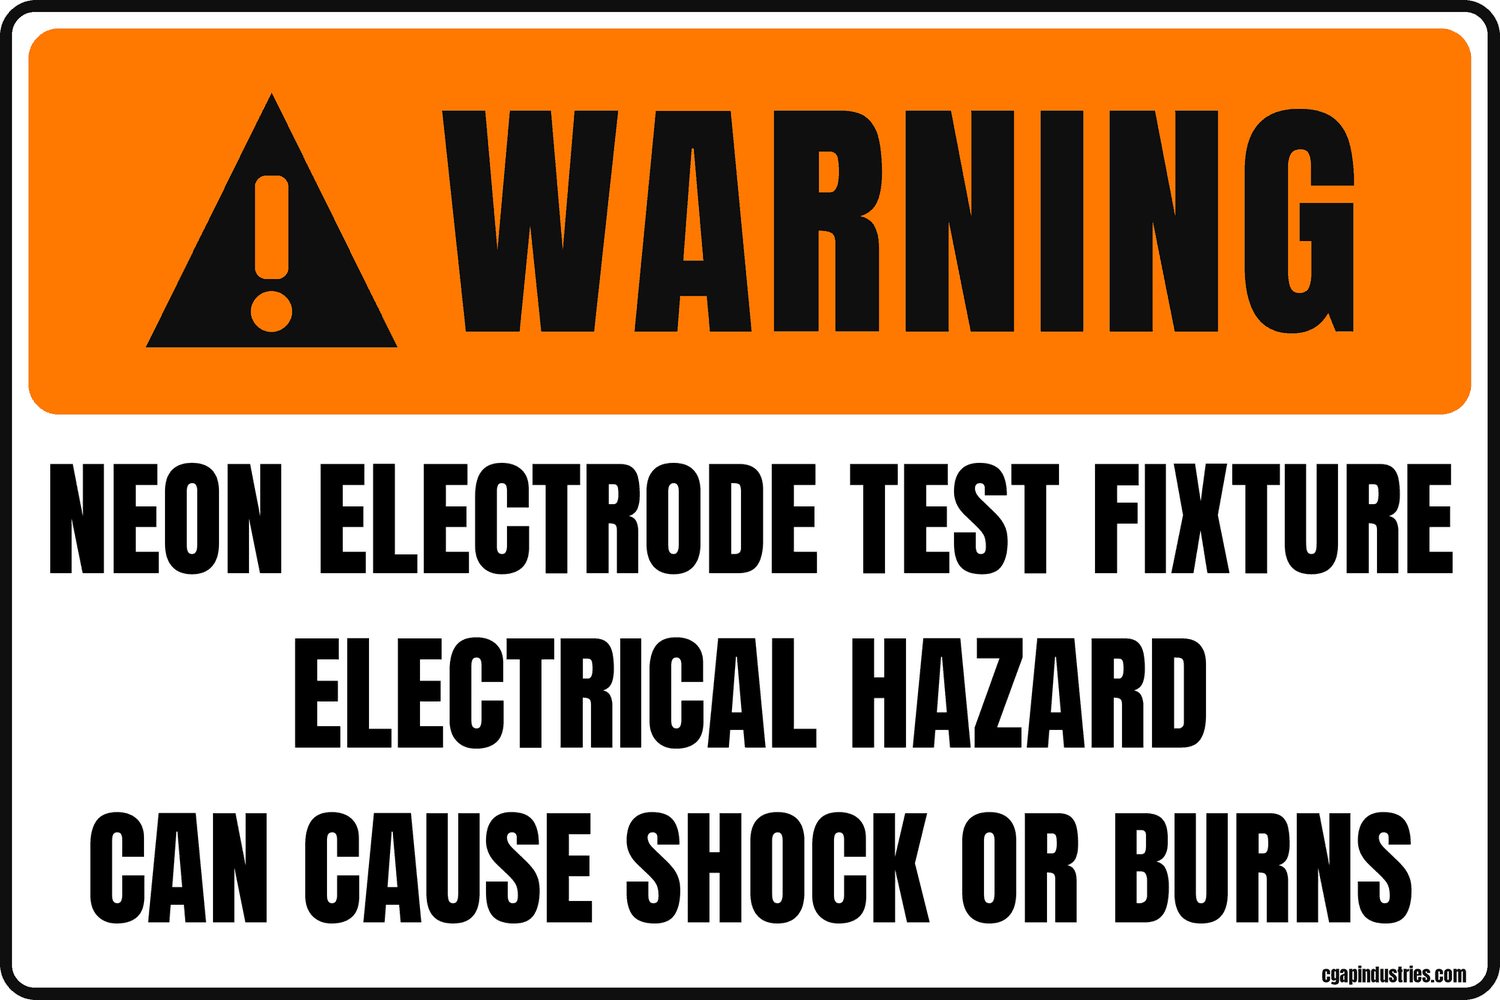 WARNING
NEON ELECTRODE TEST FIXTURE
ELECTRICAL HAZARD
CAN CAUSE SHOCK OR BURNS
cgapindustries.com